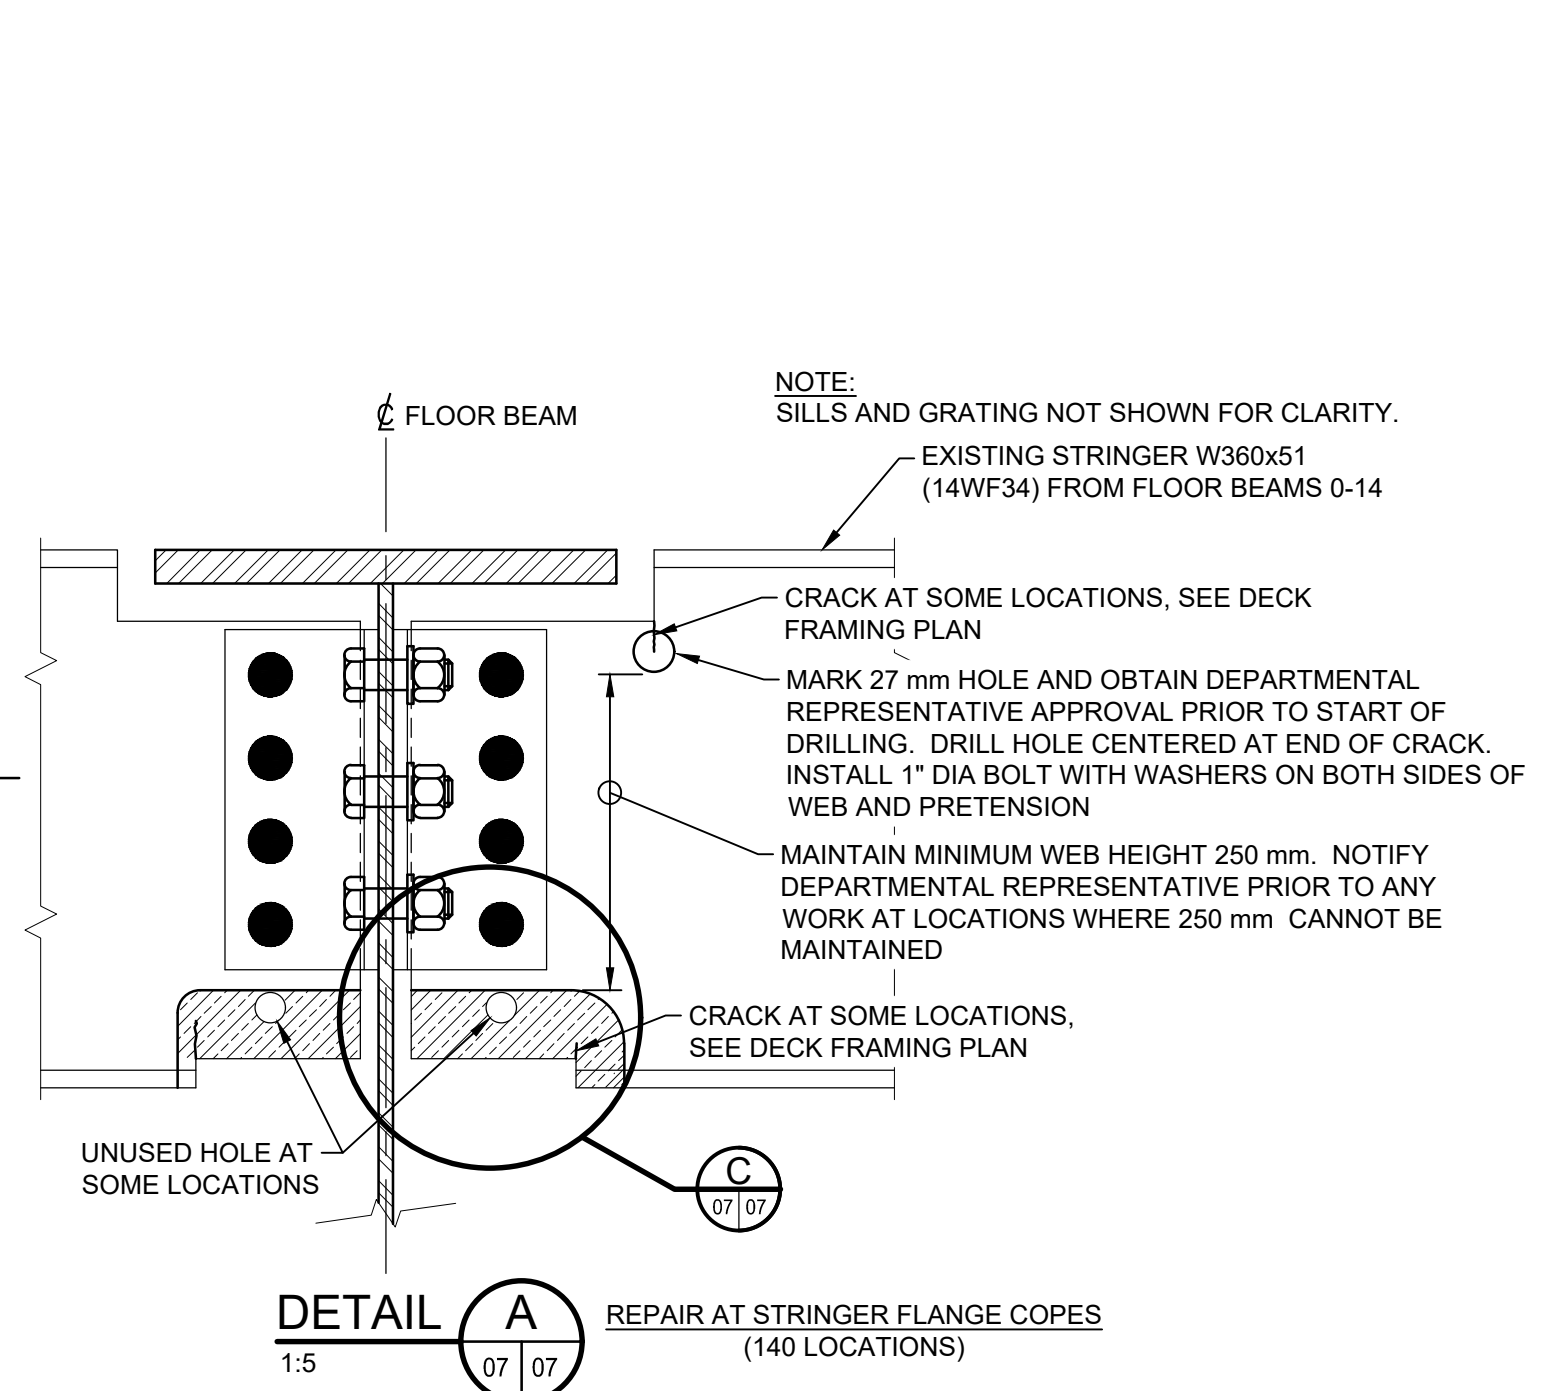 NOTE:
SILLS AND GRATING NOT SHOWN FOR CLARITY.
℄ FLOOR BEAM
EXISTING STRINGER W360x51
(14WF34) FROM FLOOR BEAMS 0-14
CRACK AT SOME LOCATIONS, SEE DECK
FRAMING PLAN
MARK 27 mm HOLE AND OBTAIN DEPARTMENTAL
REPRESENTATIVE APPROVAL PRIOR TO START OF
DRILLING. DRILL HOLE CENTERED AT END OF CRACK.
INSTALL 1" DIA BOLT WITH WASHERS ON BOTH SIDES OF
WEB AND PRETENSION
MAINTAIN MINIMUM WEB HEIGHT 250 mm. NOTIFY
DEPARTMENTAL REPRESENTATIVE PRIOR TO ANY
WORK AT LOCATIONS WHERE 250 mm CANNOT BE
MAINTAINED
CRACK AT SOME LOCATIONS,
SEE DECK FRAMING PLAN
UNUSED HOLE AT
SOME LOCATIONS
C
07 07
DETAIL A
1:5
07 07
REPAIR AT STRINGER FLANGE COPES
(140 LOCATIONS)